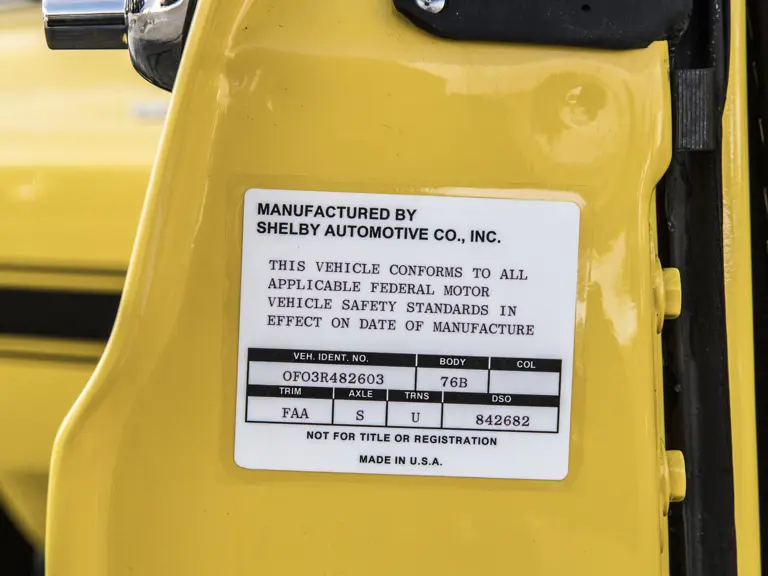 MANUFACTURED BY
SHELBY AUTOMOTIVE CO., INC.
THIS VEHICLE CONFORMS TO ALL
APPLICABLE FEDERAL MOTOR
VEHICLE SAFETY STANDARDS IN
EFFECT ON DATE OF MANUFACTURE
VEH. IDENT. NO. BODY COL
0F03R482603 76B
TRIM AXLE TRNS DSO
FAA S U 842682
NOT FOR TITLE OR REGISTRATION
MADE IN U.S.A.